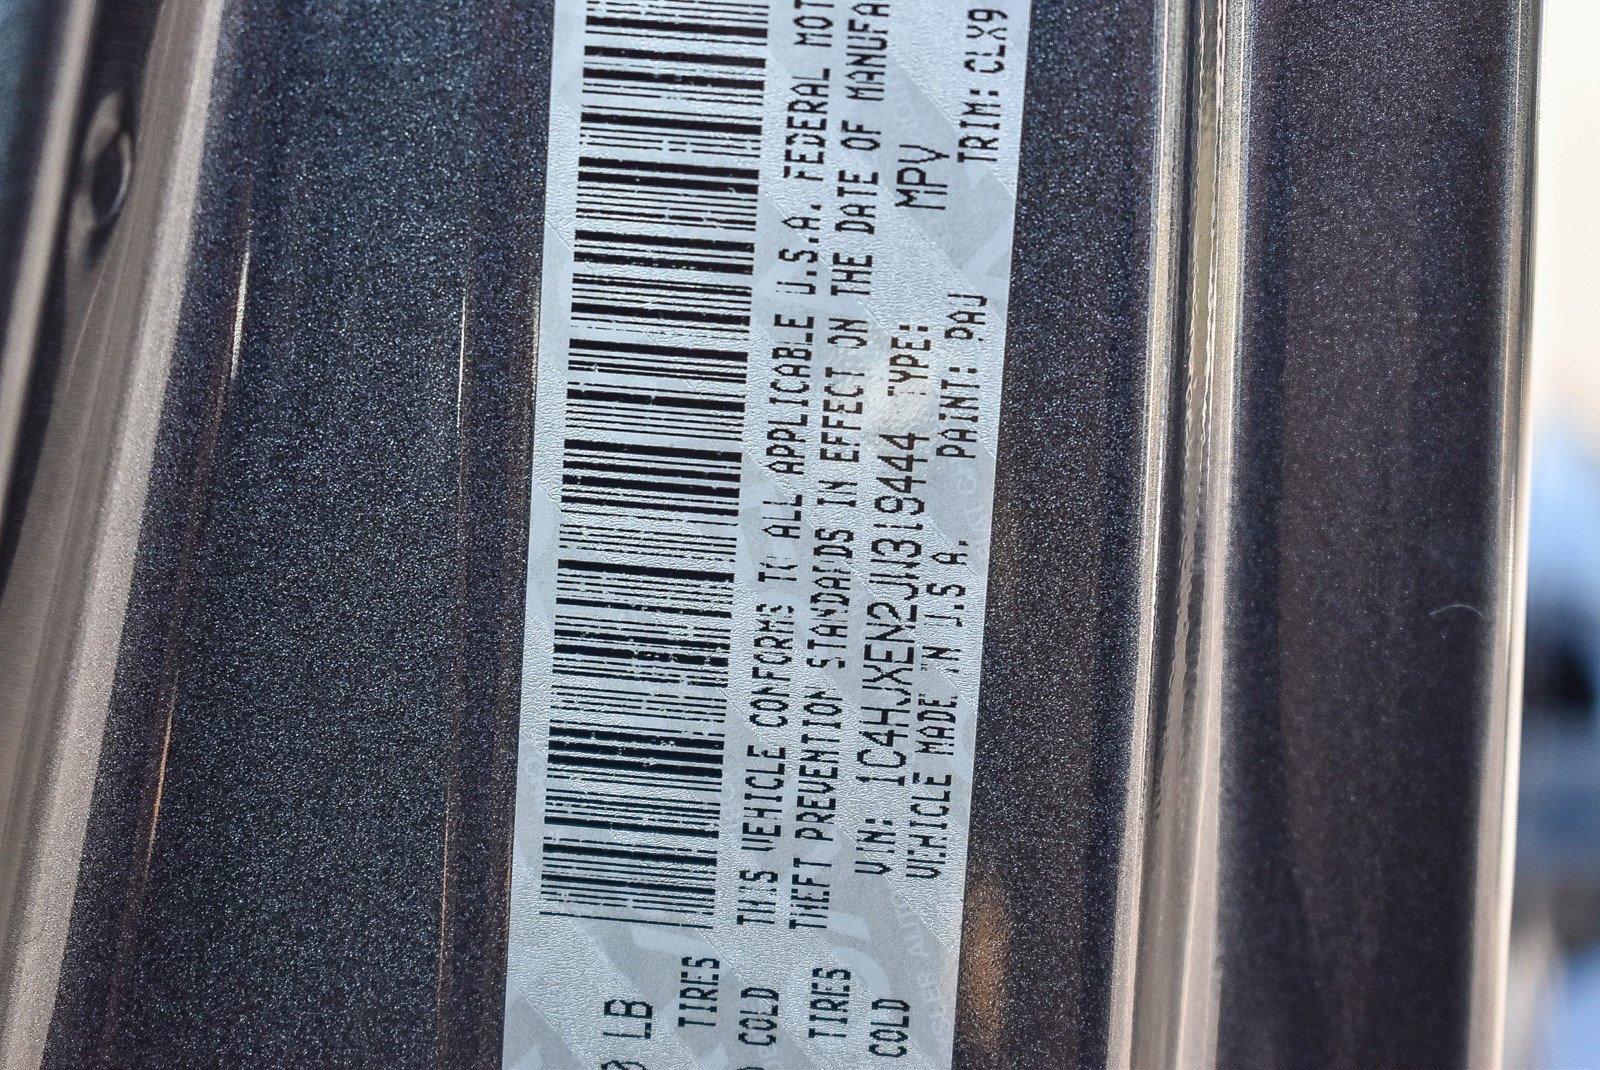 0 LB
TIRES
COLD
THIS VEHICLE CONFORMS TO ALL APPLICABLE U.S.A. FEDERAL MOT
TIRES
THEFT PREVENTION STANDARDS IN EFFECT ON THE DATE OF MANUFA
COLD
VIN: 1C4HJXEN2JW319444 TYPE: MPV
VEHICLE MADE IN U.S.A. PAINT: PAU TRIM: CLX9